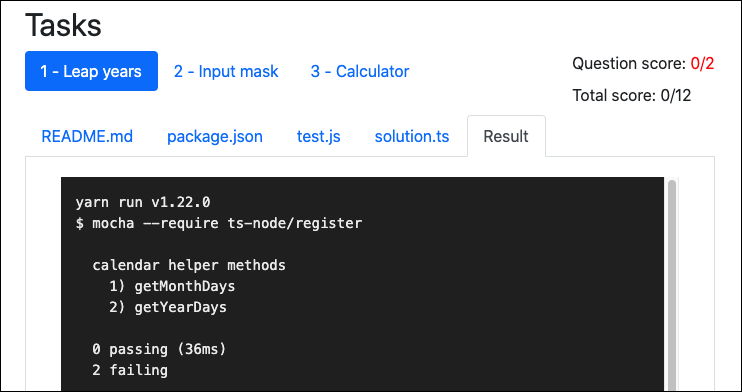 Tasks
1 - Leap years 2 - Input mask 3 - Calculator
Question score: 0/2
Total score: 0/12
README.md package.json test.js solution.ts Result
yarn run v1.22.0
$ mocha --require ts-node/register
calendar helper methods
1) getMonthDays
2) getYearDays
0 passing (36ms)
2 failing